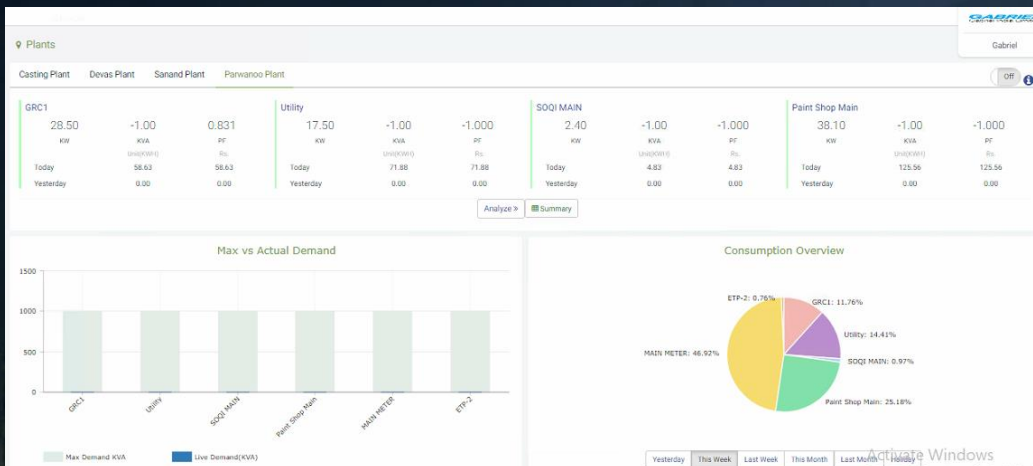 GABRIEL
Gabriel
Plants
Casting Plant Devas Plant Sanand Plant Parwanoo Plant
Off
GRC1 Utility SOQI MAIN Paint Shop Main
28.50 -1.00 0.831 17.50 -1.00 -1.000 2.40 -1.00 -1.000 38.10 -1.00 -1.000
KW KVA PF KW KVA PF KW KVA PF KW KVA PF
Unit(KWH) Rs. Unit(KWH) Rs. Unit(KWH) Rs. Unit(KWH) Rs.
Today 58.63 58.63 Today 71.88 71.88 Today 4.83 4.83 Today 125.56 125.56
Yesterday 0.00 0.00 Yesterday 0.00 0.00 Yesterday 0.00 0.00 Yesterday 0.00 0.00
Analyze » Summary
Max vs Actual Demand
1500
1000
500
0
GRC1 Utility SOQI MAIN Paint Shop Main MAIN METER ETP-2
Max Demand KVA Live Demand(KVA)
Consumption Overview
ETP-2: 0.76%
GRC1: 11.76%
Utility: 14.41%
MAIN METER: 46.92%
SOQI MAIN: 0.97%
Paint Shop Main: 25.18%
Yesterday This Week Last Week This Month Last Month Holiday
Activate Windows